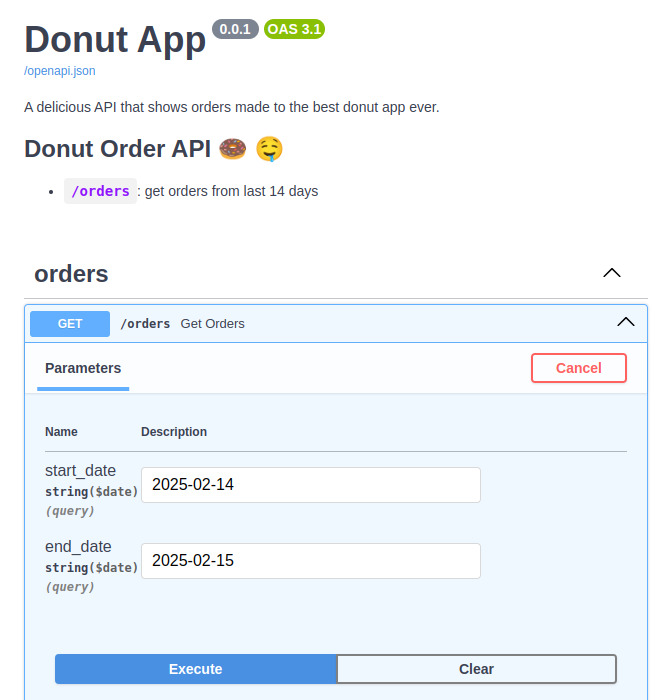 Donut App 0.0.1 OAS 3.1
/openapi.json
A delicious API that shows orders made to the best donut app ever.
Donut Order API 🍩 🤤
• /orders: get orders from last 14 days
orders
GET /orders Get Orders
Parameters Cancel
Name Description
start_date
string($date)
(query)
2025-02-14
end_date
string($date)
(query)
2025-02-15
Execute Clear